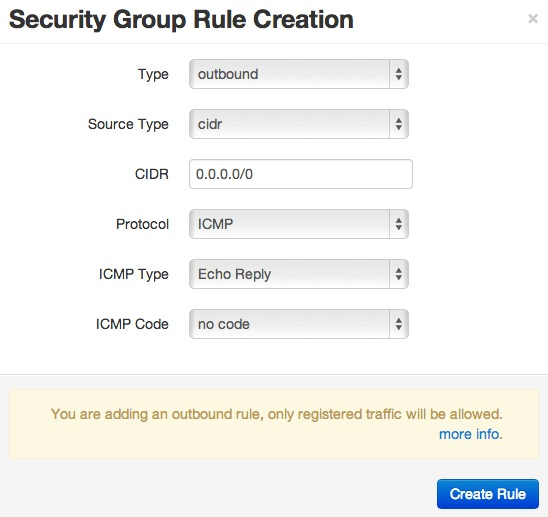 Security Group Rule Creation ×
Type outbound
Source Type cidr
CIDR 0.0.0.0/0
Protocol ICMP
ICMP Type Echo Reply
ICMP Code no code
You are adding an outbound rule, only registered traffic will be allowed.
more info.
Create Rule